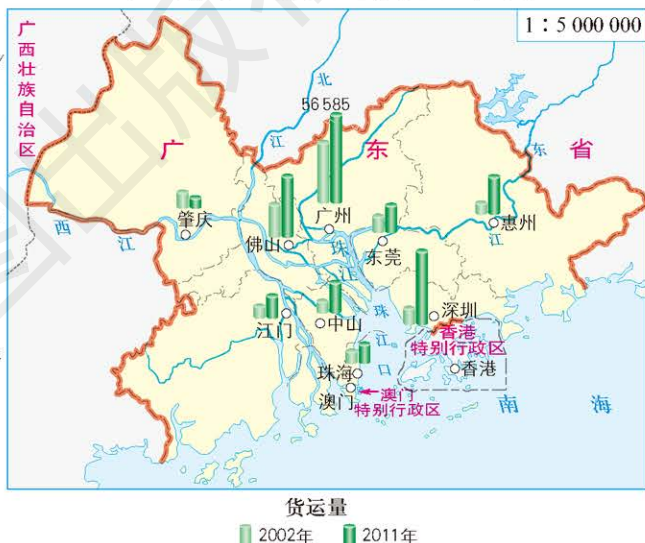 1：5 000 000
广西壮族自治区
北江
56 585
广东省
东江
肇庆
西江
佛山
广州
珠江
东莞
惠州
江门
中山
珠江口
深圳
香港
特别行政区
香港
珠海
澳门
澳门
特别行政区
南海
货运量
2002年
2011年